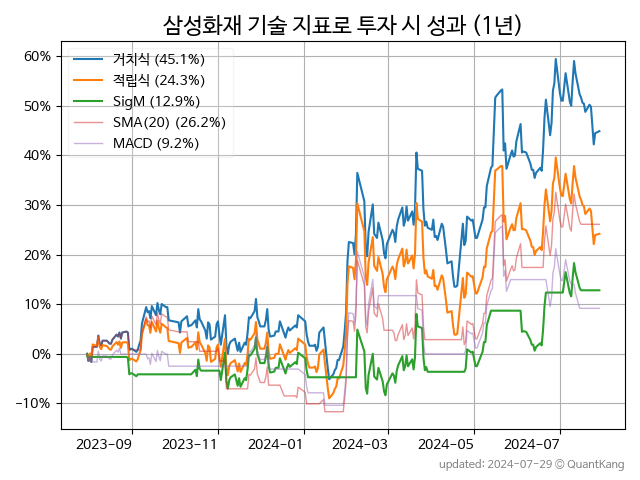 삼성화재 기술 지표로 투자 시 성과 (1년)
60%
50%
40%
30%
20%
10%
0%
−10%
거치식 (45.1%)
적립식 (24.3%)
SigM (12.9%)
SMA(20) (26.2%)
MACD (9.2%)
2023-09
2023-11
2024-01
2024-03
2024-05
2024-07
updated: 2024-07-29 © QuantKang